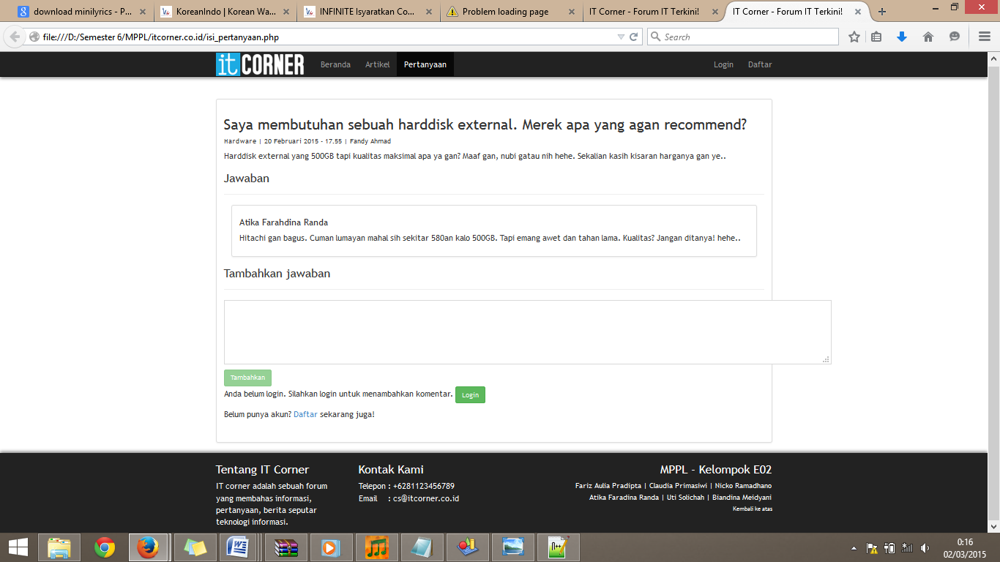 download minilyrics - P...
KoreanIndo | Korean Wa...
INFINITE Isyaratkan Co...
Problem loading page
IT Corner - Forum IT Terkini!
IT Corner - Forum IT Terkini!
file:///D:/Semester 6/MPPL/itcorner.co.id/isi_pertanyaan.php
Search
it CORNER
Beranda
Artikel
Pertanyaan
Login
Daftar
Saya membutuhan sebuah harddisk external. Merek apa yang agan recommend?
Hardware | 20 Februari 2015 - 17.55 | Fandy Ahmad
Harddisk external yang 500GB tapi kualitas maksimal apa ya gan? Maaf gan, nubi gatau nih hehe. Sekalian kasih kisaran harganya gan ye..
Jawaban
Atika Farahdina Randa
Hitachi gan bagus. Cuman lumayan mahal sih sekitar 580an kalo 500GB. Tapi emang awet dan tahan lama. Kualitas? Jangan ditanya! hehe..
Tambahkan jawaban
Tambahkan
Anda belum login. Silahkan login untuk menambahkan komentar. Login
Belum punya akun? Daftar sekarang juga!
Tentang IT Corner
IT corner adalah sebuah forum
yang membahas informasi,
pertanyaan, berita seputar
teknologi informasi.
Kontak Kami
Telepon : +6281123456789
Email : cs@itcorner.co.id
MPPL - Kelompok E02
Fariz Aulia Pradipta | Claudia Primasiwi | Nicko Ramadhano
Atika Faradina Randa | Uti Solichah | Biandina Meidyani
Kembali ke atas
0:16
02/03/2015